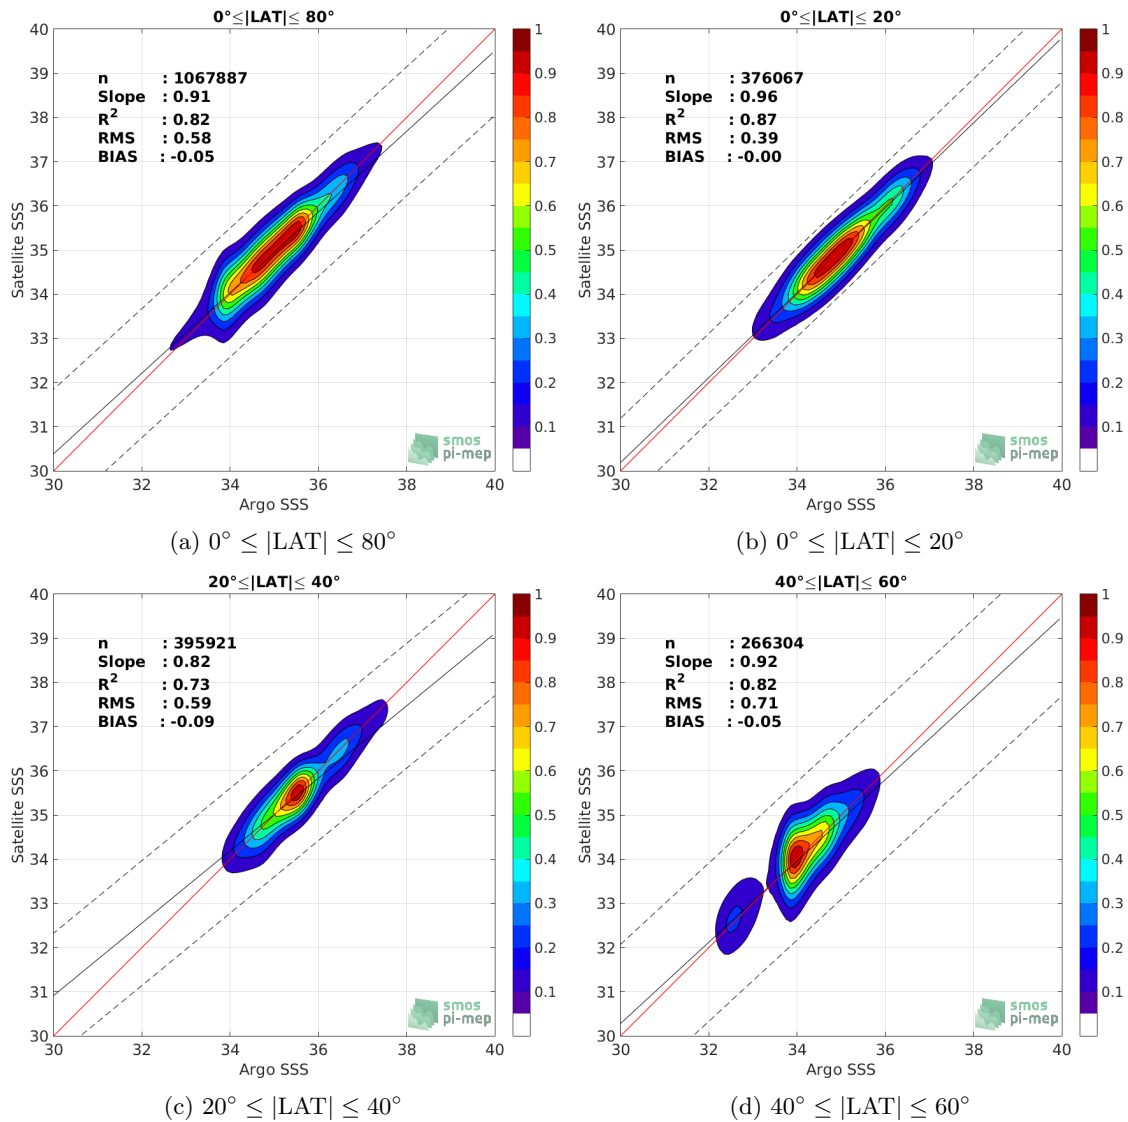 0°≤|LAT|≤ 80°
n : 1067887
Slope : 0.91
R² : 0.82
RMS : 0.58
BIAS : -0.05
40
39
38
37
36
35
34
33
32
31
30
30 32 34 36 38 40
Satellite SSS
Argo SSS
1
0.9
0.8
0.7
0.6
0.5
0.4
0.3
0.2
0.1
smos
pi-mep
(a) 0° ≤ |LAT| ≤ 80°
0°≤|LAT|≤ 20°
n : 376067
Slope : 0.96
R² : 0.87
RMS : 0.39
BIAS : -0.00
40
39
38
37
36
35
34
33
32
31
30
30 32 34 36 38 40
Satellite SSS
Argo SSS
1
0.9
0.8
0.7
0.6
0.5
0.4
0.3
0.2
0.1
smos
pi-mep
(b) 0° ≤ |LAT| ≤ 20°
20°≤|LAT|≤ 40°
n : 395921
Slope : 0.82
R² : 0.73
RMS : 0.59
BIAS : -0.09
40
39
38
37
36
35
34
33
32
31
30
30 32 34 36 38 40
Satellite SSS
Argo SSS
1
0.9
0.8
0.7
0.6
0.5
0.4
0.3
0.2
0.1
smos
pi-mep
(c) 20° ≤ |LAT| ≤ 40°
40°≤|LAT|≤ 60°
n : 266304
Slope : 0.92
R² : 0.82
RMS : 0.71
BIAS : -0.05
40
39
38
37
36
35
34
33
32
31
30
30 32 34 36 38 40
Satellite SSS
Argo SSS
1
0.9
0.8
0.7
0.6
0.5
0.4
0.3
0.2
0.1
smos
pi-mep
(d) 40° ≤ |LAT| ≤ 60°